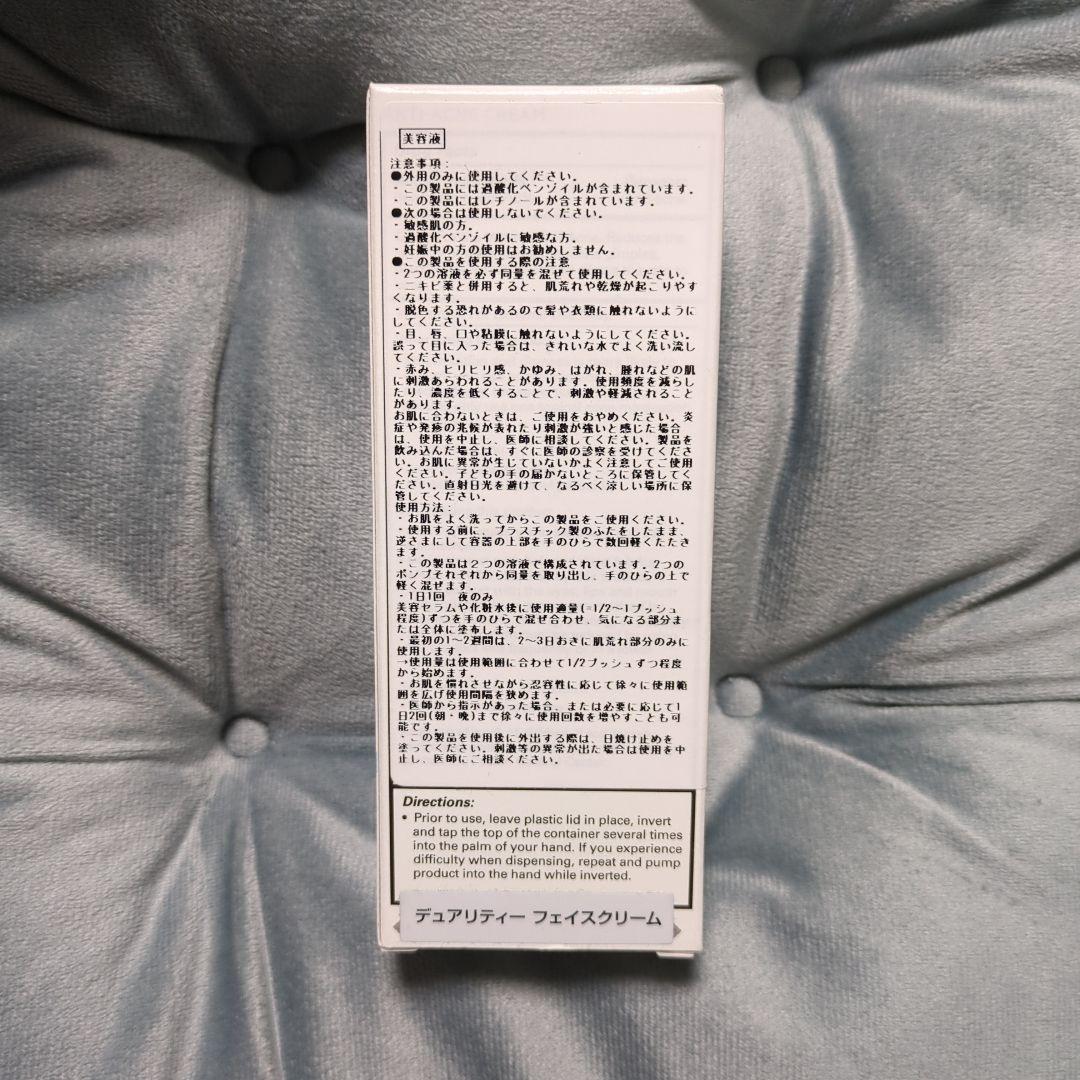 美容液
注意事項：
●外用のみに使用してください。
・この製品には過酸化ベンゾイルが含まれています。
・この製品にはレチノールが含まれています。
●次の場合は使用しないでください。
・敏感肌の方。
・過酸化ベンゾイルに敏感な方。
・妊娠中の方の使用はお勧めしません。
●この製品を使用する際の注意
・2つの溶液を必ず同量を混ぜて使用してください。
・ニキビ薬と併用すると、肌荒れや乾燥が起こりやす
くなります。
・脱色する恐れがあるので髪や衣類に触れないように
してください。
・目、唇、口や粘膜に触れないようにしてください。
誤って目に入った場合は、きれいな水でよく洗い流し
てください。
・赤み、ヒリヒリ感、かゆみ、はがれ、腫れなどの肌
に刺激あらわれることがあります。使用頻度を減らし
たり、濃度を低くすることで、刺激や軽減されること
があります。
お肌に合わないときは、ご使用をおやめください。炎
症や発疹の兆候が表れたり刺激が強いと感じた場合
は、使用を中止し、医師に相談してください。製品を
飲み込んだ場合は、すぐに医師の診察を受けてくださ
い。お肌に異常が生じていないかよく注意してご使用
ください。子どもの手の届かないところに保管してく
ださい。直射日光を避けて、なるべく涼しい場所に保
管してください。
使用方法：
・お肌をよく洗ってからこの製品をご使用ください。
・使用する前に、プラスチック製のふたをしたまま、
逆さまにして容器の上部を手のひらで数回軽くたたき
ます。
・この製品は２つの溶液で構成されています。2つの
ポンプそれぞれから同量を取り出し、手のひらの上で
軽く混ぜます。
・1日1回　夜のみ
美容セラムや化粧水後に使用適量(=1/2～1プッシュ
程度)ずつを手のひらで混ぜ合わせ、気になる部分ま
たは全体に塗布します。
・最初の1～2週間は、2～3日おきに肌荒れ部分のみに
使用します。
→使用量は使用範囲に合わせて1/2プッシュずつ程度
から始めます。
・お肌を慣れさせながら忍容性に応じて徐々に使用範
囲を広げ使用間隔を狭めます。
・医師から指示があった場合、または必要に応じて1
日2回(朝・晩)まで徐々に使用回数を増やすことも可
能です。
・この製品を使用後に外出する際は、日焼け止めを
塗ってください。刺激等の異常が出た場合は使用を中
止し、医師にご相談ください。
Directions:
• Prior to use, leave plastic lid in place, invert
and tap the top of the container several times
into the palm of your hand. If you experience
difficulty when dispensing, repeat and pump
product into the hand while inverted.
デュアリティー フェイスクリーム